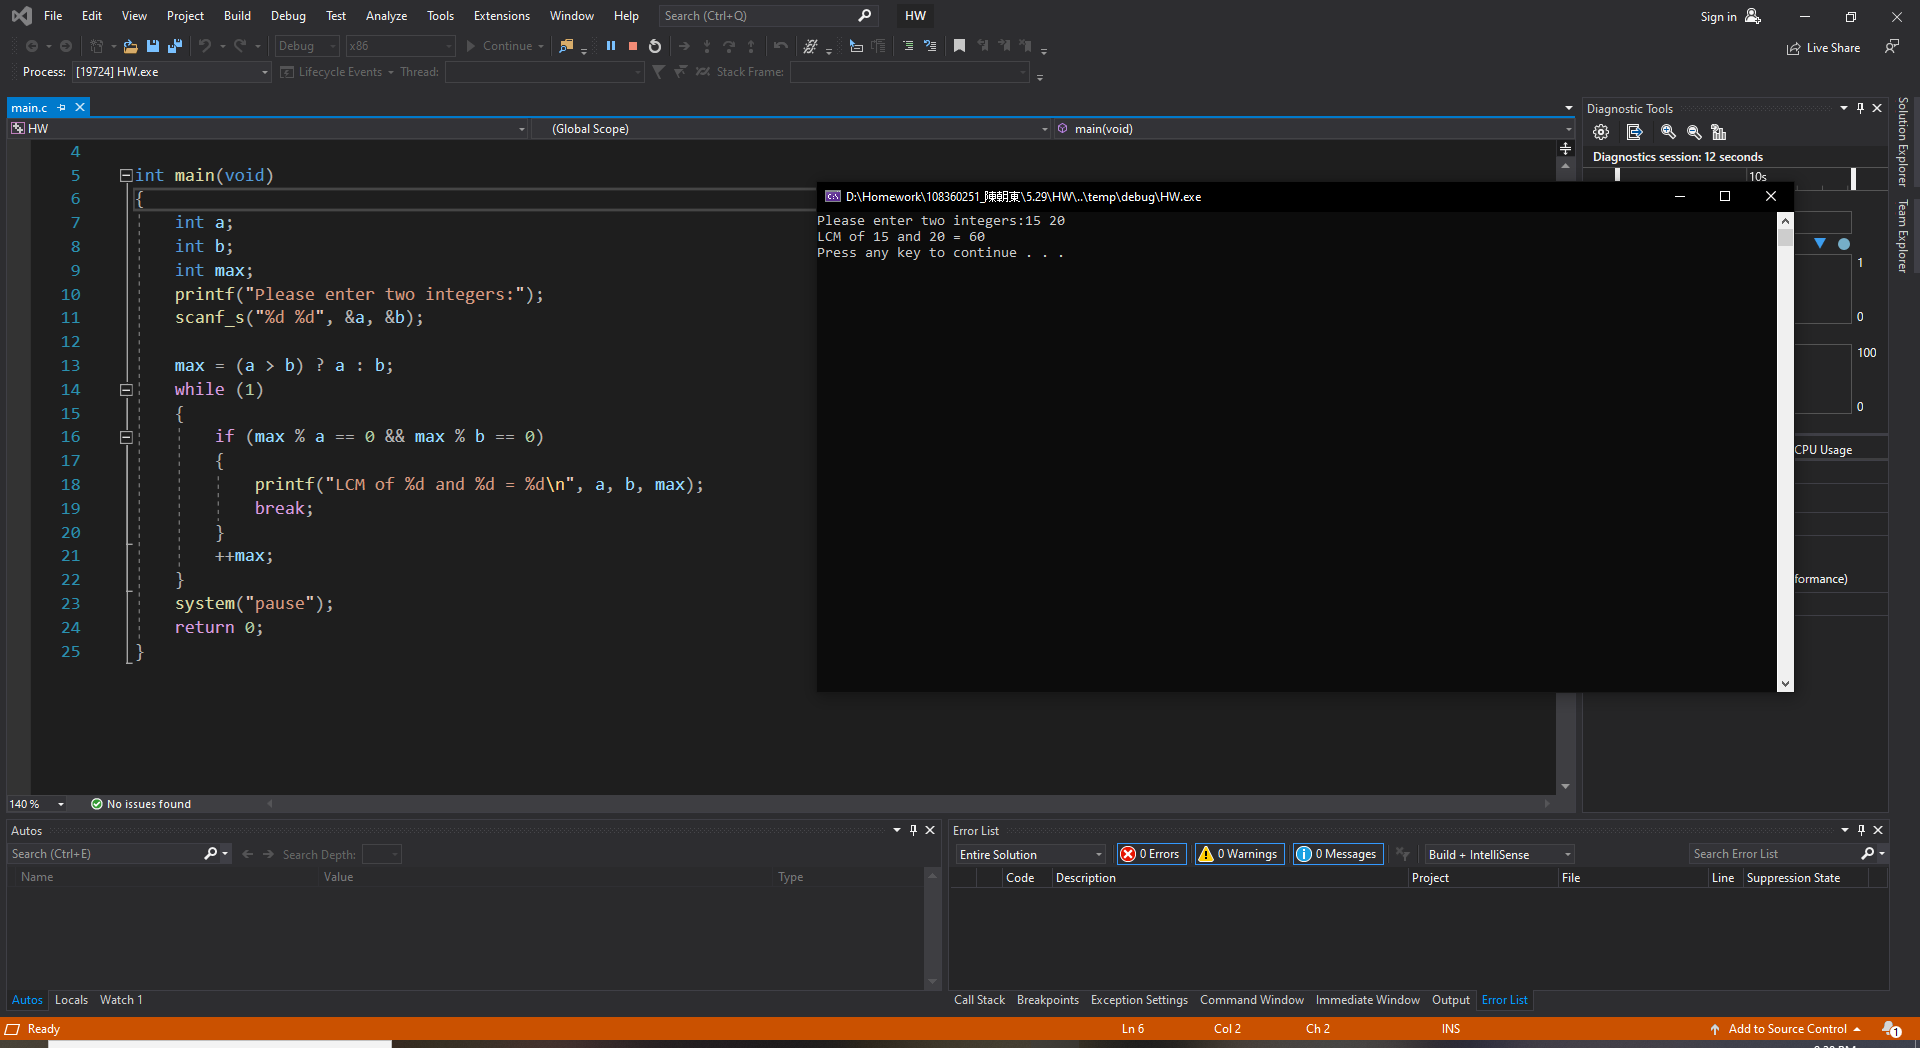 File Edit View Project Build Debug Test Analyze Tools Extensions Window Help Search (Ctrl+Q) HW Sign in
Debug x86 Continue Live Share
Process: [19724] HW.exe Lifecycle Events Thread: Stack Frame:
main.c
HW (Global Scope) main(void)
4
5 int main(void)
6 {
7 int a;
8 int b;
9 int max;
10 printf("Please enter two integers:");
11 scanf_s("%d %d", &a, &b);
12
13 max = (a > b) ? a : b;
14 while (1)
15 {
16 if (max % a == 0 && max % b == 0)
17 {
18 printf("LCM of %d and %d = %d\n", a, b, max);
19 break;
20 }
21 ++max;
22 }
23 system("pause");
24 return 0;
25 }
D:\Homework\108360251_陳朝東\5.29\HW\..\temp\debug\HW.exe
Please enter two integers:15 20
LCM of 15 and 20 = 60
Press any key to continue . . .
Diagnostic Tools
Diagnostics session: 12 seconds
10s
1
0
100
0
CPU Usage
formance)
Solution Explorer
Team Explorer
140 % No issues found
Autos
Search (Ctrl+E) Search Depth:
Name Value Type
Autos Locals Watch 1
Error List
Entire Solution 0 Errors 0 Warnings 0 Messages Build + IntelliSense Search Error List
Code Description Project File Line Suppression State
Call Stack Breakpoints Exception Settings Command Window Immediate Window Output Error List
Ready Ln 6 Col 2 Ch 2 INS Add to Source Control 1